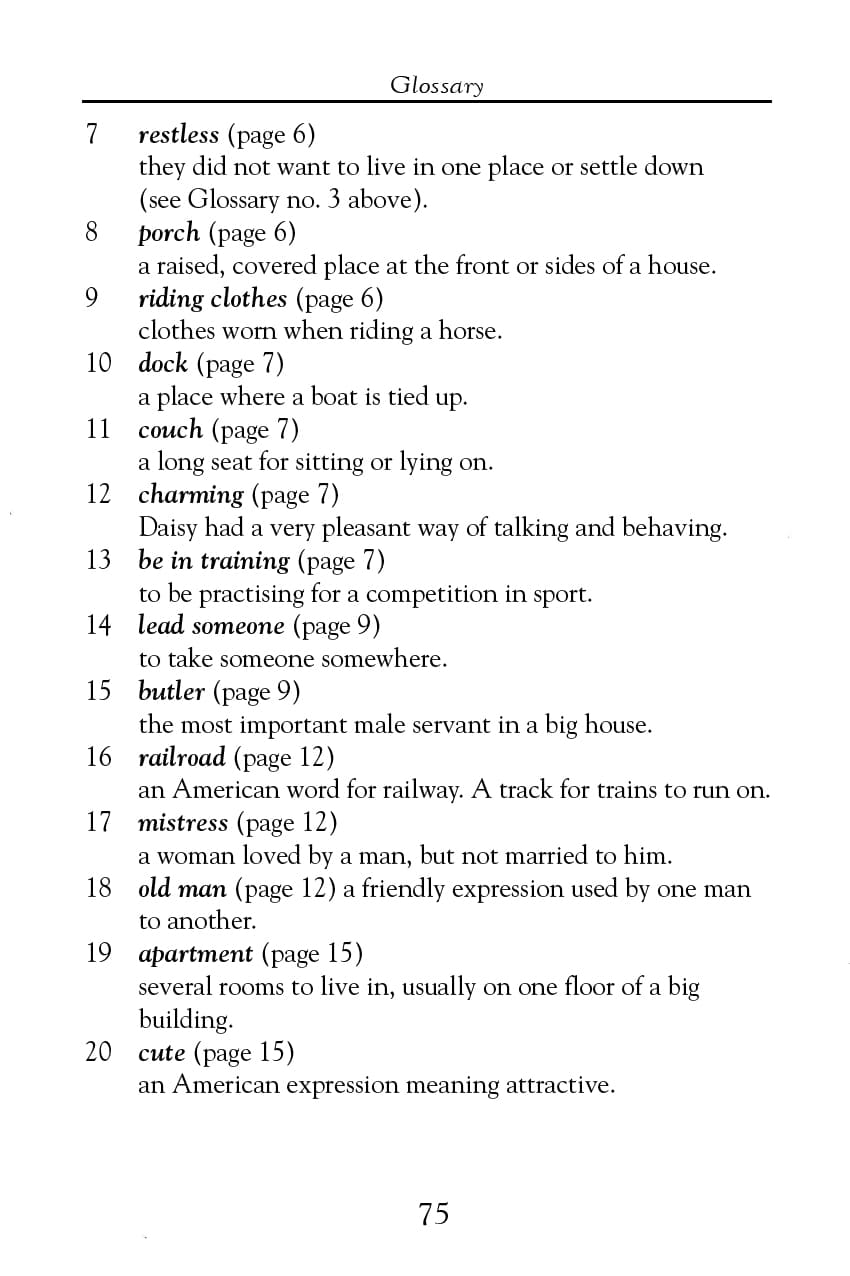 Glossary
7 restless (page 6)
they did not want to live in one place or settle down
(see Glossary no. 3 above).
8 porch (page 6)
a raised, covered place at the front or sides of a house.
9 riding clothes (page 6)
clothes worn when riding a horse.
10 dock (page 7)
a place where a boat is tied up.
11 couch (page 7)
a long seat for sitting or lying on.
12 charming (page 7)
Daisy had a very pleasant way of talking and behaving.
13 be in training (page 7)
to be practising for a competition in sport.
14 lead someone (page 9)
to take someone somewhere.
15 butler (page 9)
the most important male servant in a big house.
16 railroad (page 12)
an American word for railway. A track for trains to run on.
17 mistress (page 12)
a woman loved by a man, but not married to him.
18 old man (page 12) a friendly expression used by one man
to another.
19 apartment (page 15)
several rooms to live in, usually on one floor of a big
building.
20 cute (page 15)
an American expression meaning attractive.
75